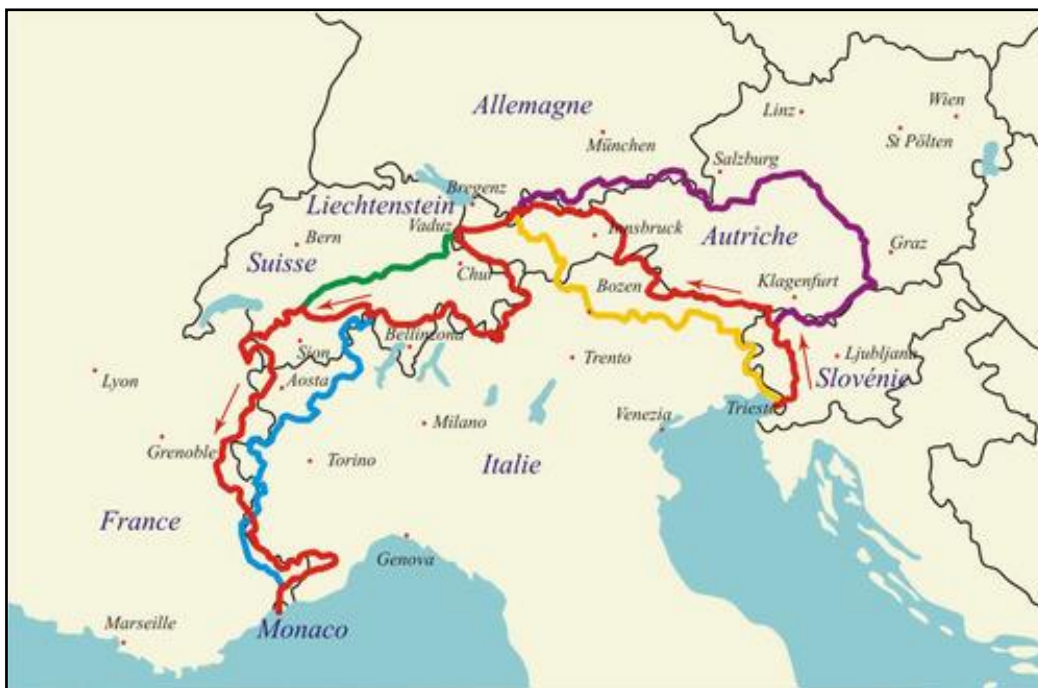 Allemagne
Linz
Wien
St Pölten
München
Salzburg
Bregenz
Liechtenstein
Vaduz
Innsbruck
Autriche
Bern
Suisse
Chur
Graz
Bozen
Klagenfurt
Bellinzona
Sion
Ljubljana
Trento
Slovénie
Lyon
Aosta
Trieste
Venezia
Milano
Grenoble
Torino
Italie
France
Genova
Marseille
Monaco